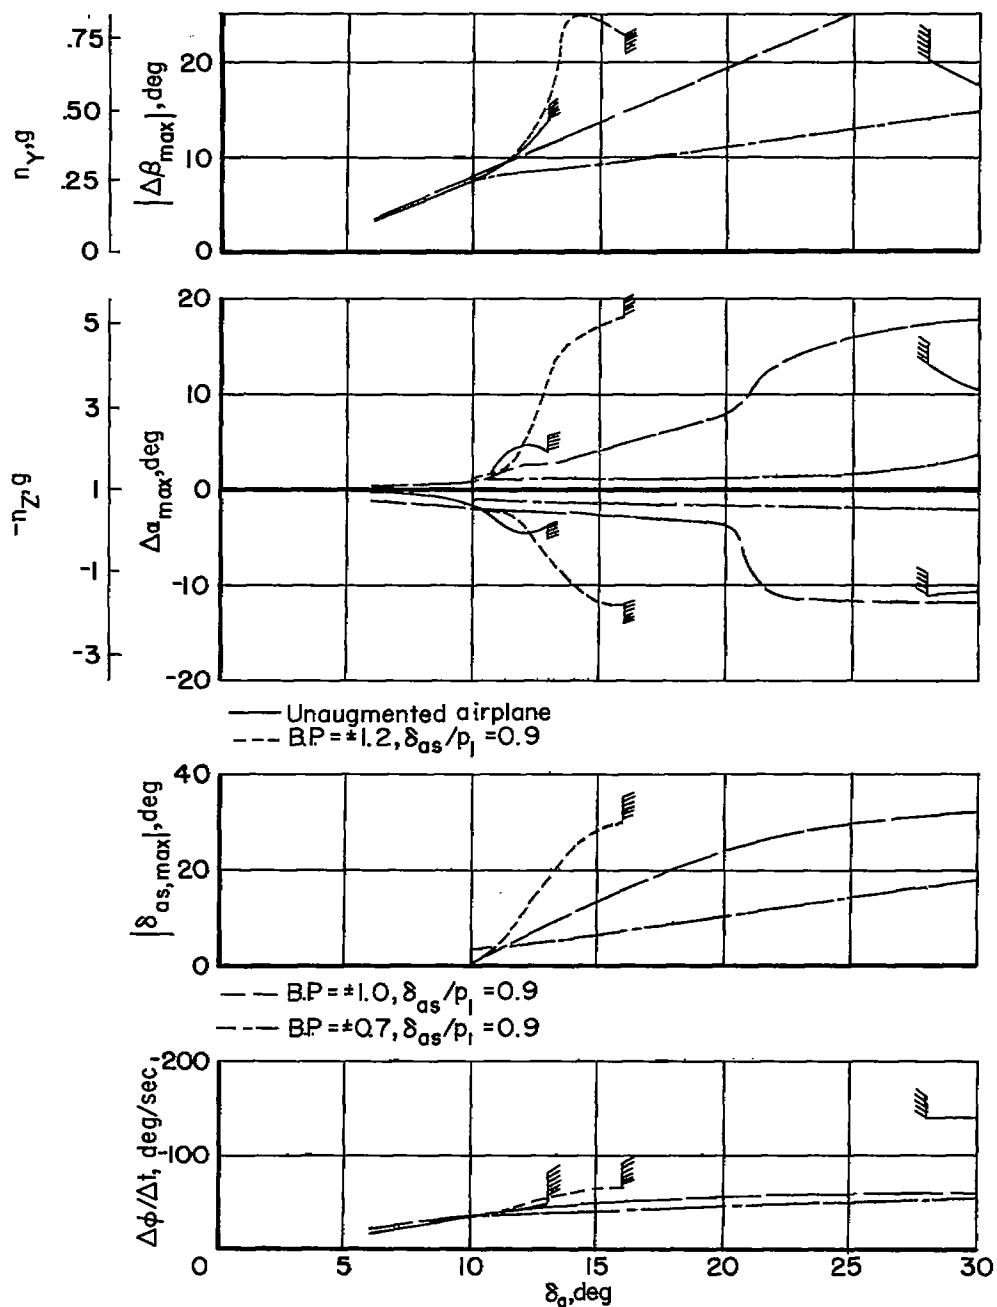 .75
.50
.25
0
n_Y,g
20
10
0
|Δβ_max|,deg
5
3
1
-1
-3
-n_Z,g
20
10
0
-10
-20
Δα_max,deg
Unaugmented airplane
B.P. = ±1.2, δ_as/p_1 = 0.9
40
20
0
|δ_as,max|,deg
B.P. = ±1.0, δ_as/p_1 = 0.9
B.P. = ±0.7, δ_as/p_1 = 0.9
-200
-100
0
Δϕ/Δt, deg/sec.
5
10
15
20
25
30
δ_a,deg